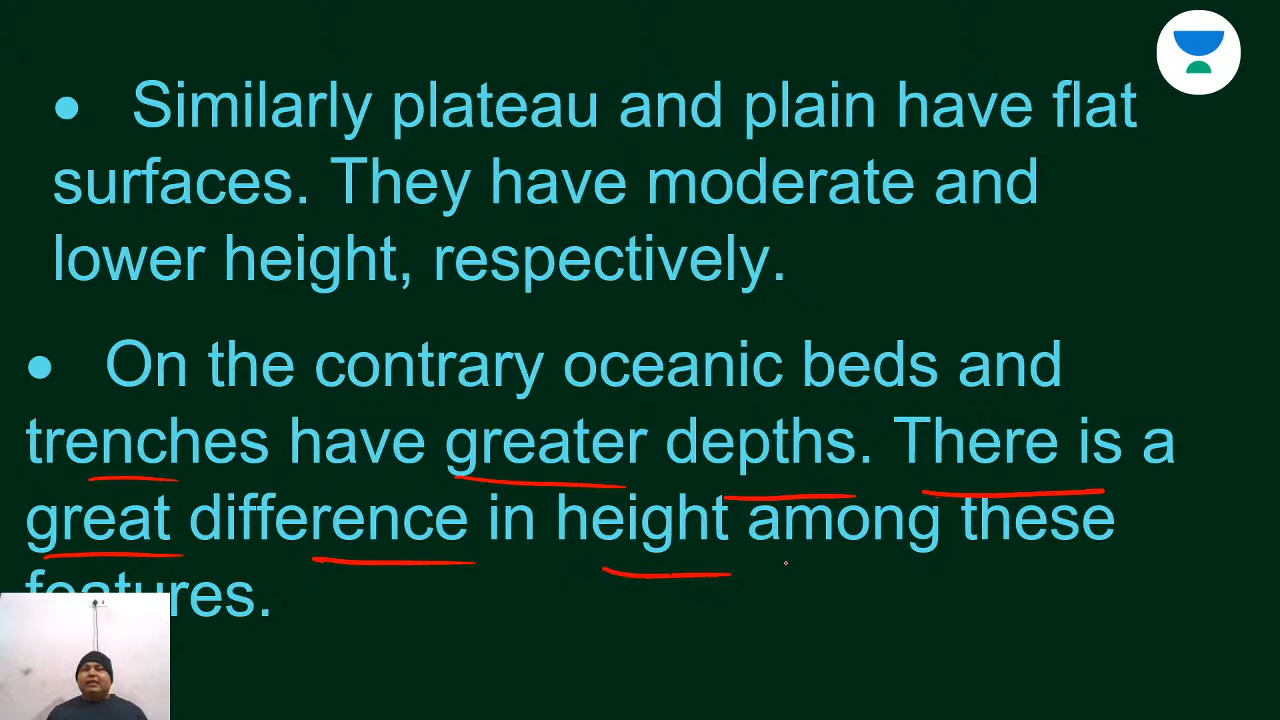 • Similarly plateau and plain have flat
surfaces. They have moderate and
lower height, respectively.
• On the contrary oceanic beds and
trenches have greater depths. There is a
great difference in height among these
features.